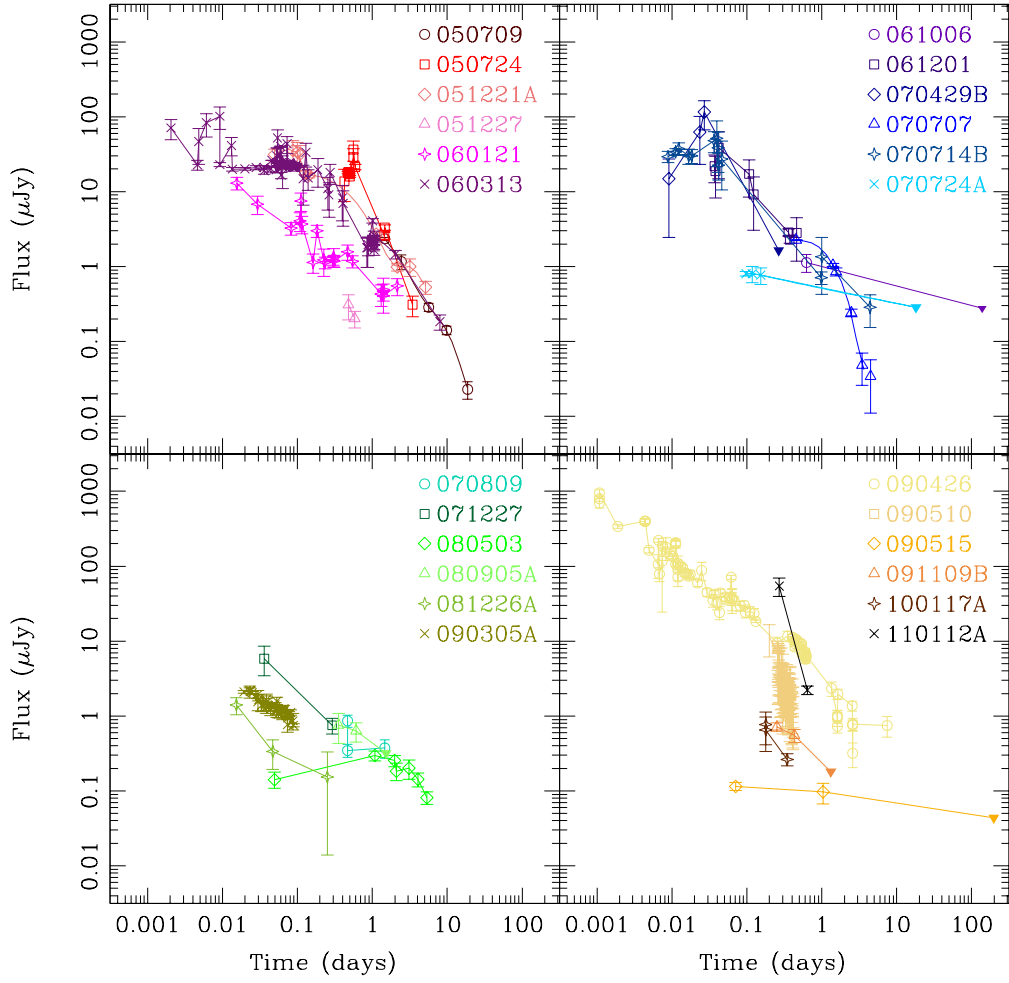 1000
100
10
1
0.1
0.01
Flux (μJy)
050709
050724
051221A
051227
060121
060313
061006
061201
070429B
070707
070714B
070724A
1000
100
10
1
0.1
0.01
Flux (μJy)
070809
071227
080503
080905A
081226A
090305A
090426
090510
090515
091109B
100117A
110112A
0.001 0.01 0.1 1 10 100
0.001 0.01 0.1 1 10 100
Time (days)
Time (days)